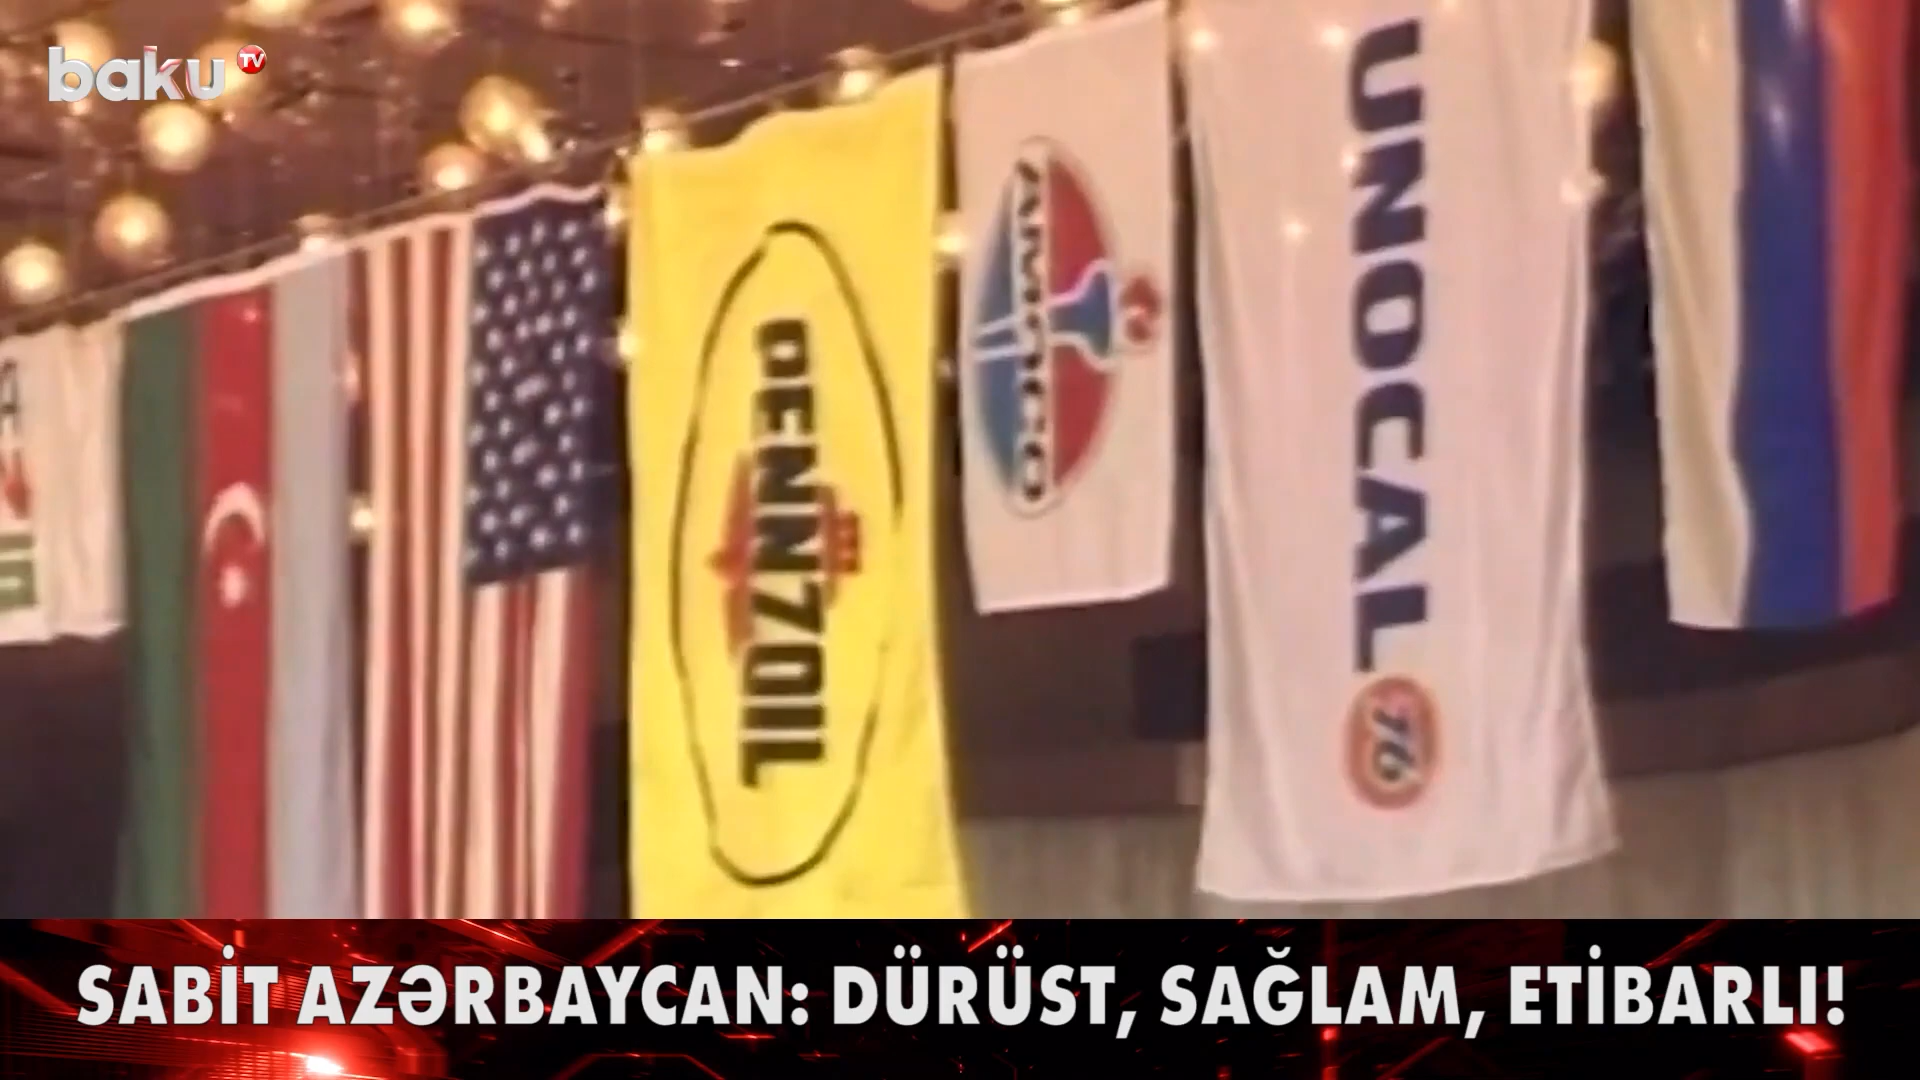 baku TV
PENNZOIL
AMOCO
UNOCAL
76
SABİT AZƏRBAYCAN: DÜRÜST, SAĞLAM, ETİBARLI!